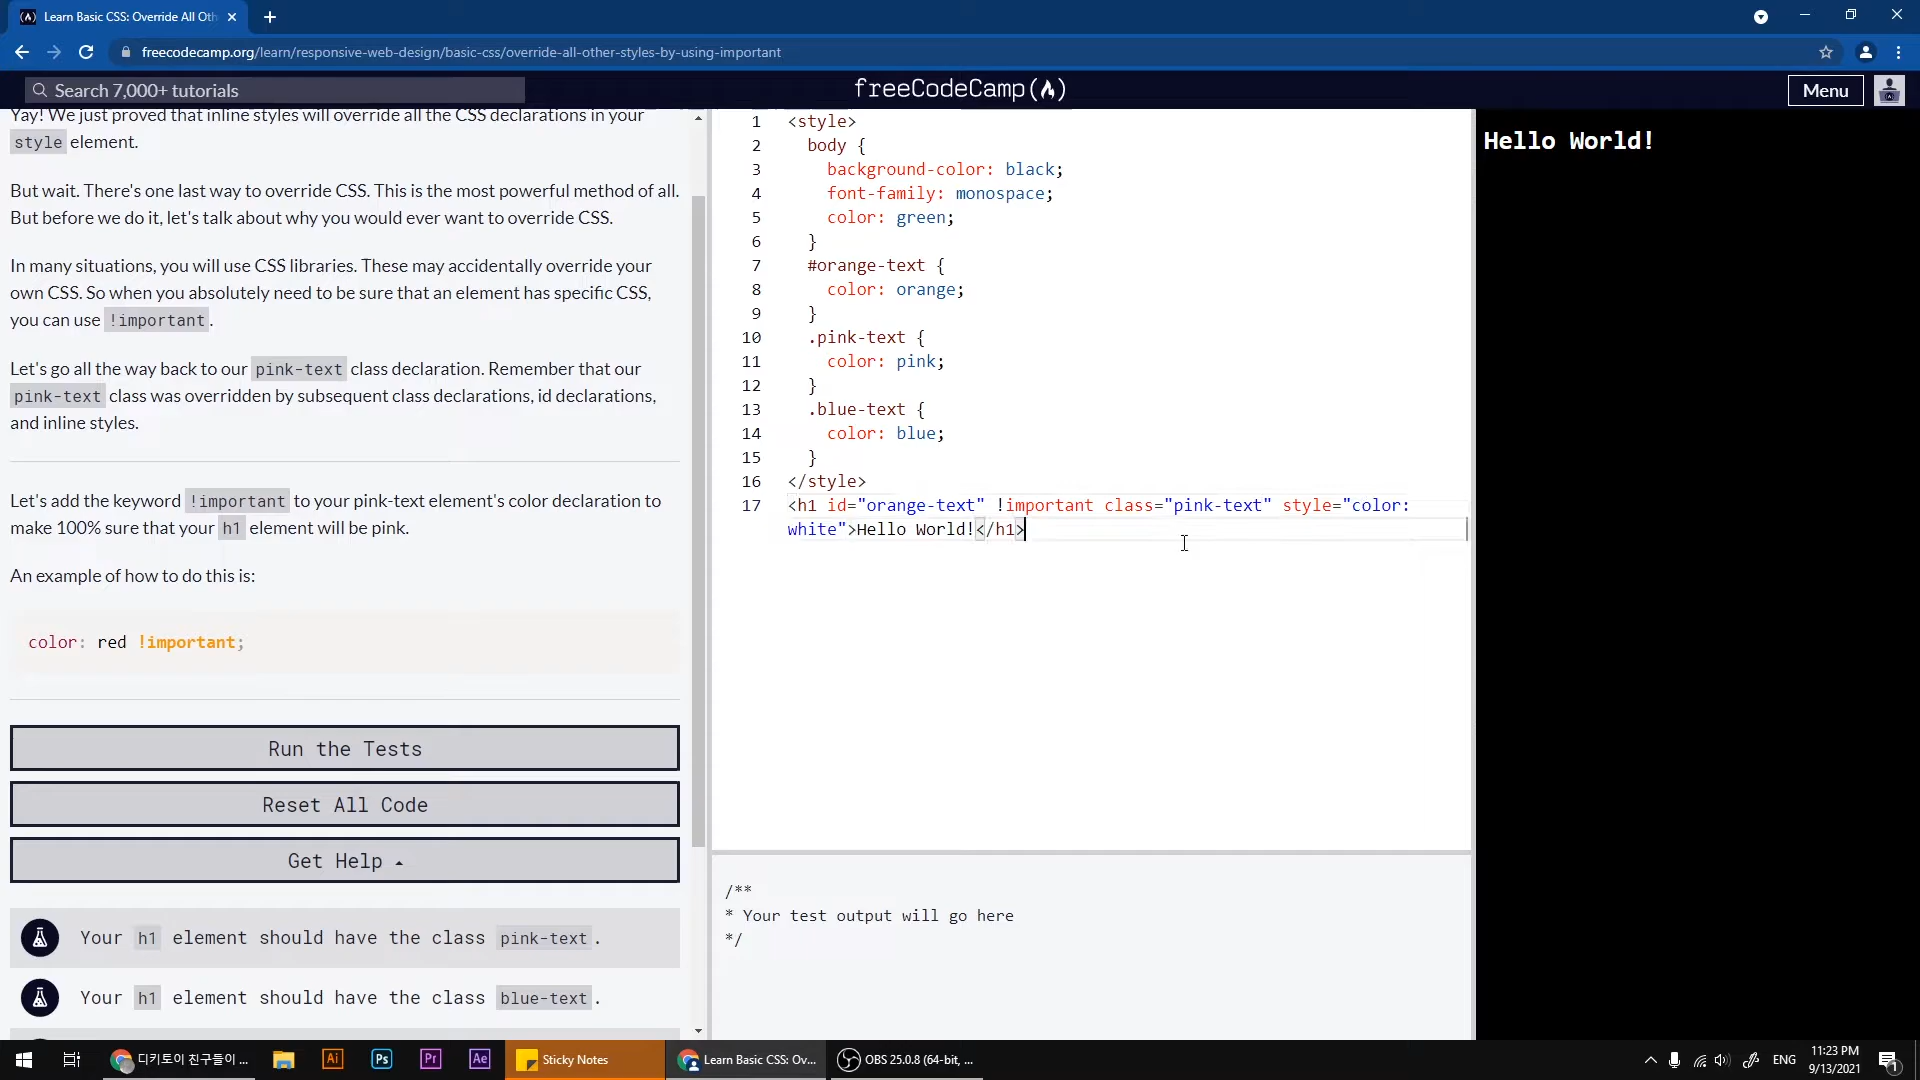 Learn Basic CSS: Override All Oth
freecodecamp.org/learn/responsive-web-design/basic-css/override-all-other-styles-by-using-important
Search 7,000+ tutorials
freeCodeCamp(🔥)
Menu
Yay! We just proved that inline styles will override all the CSS declarations in your
style element.
But wait. There's one last way to override CSS. This is the most powerful method of all.
But before we do it, let's talk about why you would ever want to override CSS.
In many situations, you will use CSS libraries. These may accidentally override your
own CSS. So when you absolutely need to be sure that an element has specific CSS,
you can use !important.
Let's go all the way back to our pink-text class declaration. Remember that our
pink-text class was overridden by subsequent class declarations, id declarations,
and inline styles.
Let's add the keyword !important to your pink-text element's color declaration to
make 100% sure that your h1 element will be pink.
An example of how to do this is:
color: red !important;
Run the Tests
Reset All Code
Get Help
Your h1 element should have the class pink-text.
Your h1 element should have the class blue-text.
1 <style>
2 body {
3 background-color: black;
4 font-family: monospace;
5 color: green;
6 }
7 #orange-text {
8 color: orange;
9 }
10 .pink-text {
11 color: pink;
12 }
13 .blue-text {
14 color: blue;
15 }
16 </style>
17 <h1 id="orange-text" !important class="pink-text" style="color:
white">Hello World!</h1>
/**
* Your test output will go here
*/
Hello World!
디키토이 친구들이 ...
Ai
Ps
Pr
Ae
Sticky Notes
Learn Basic CSS: Ov...
OBS 25.0.8 (64-bit, ...
ENG
11:23 PM
9/13/2021
1